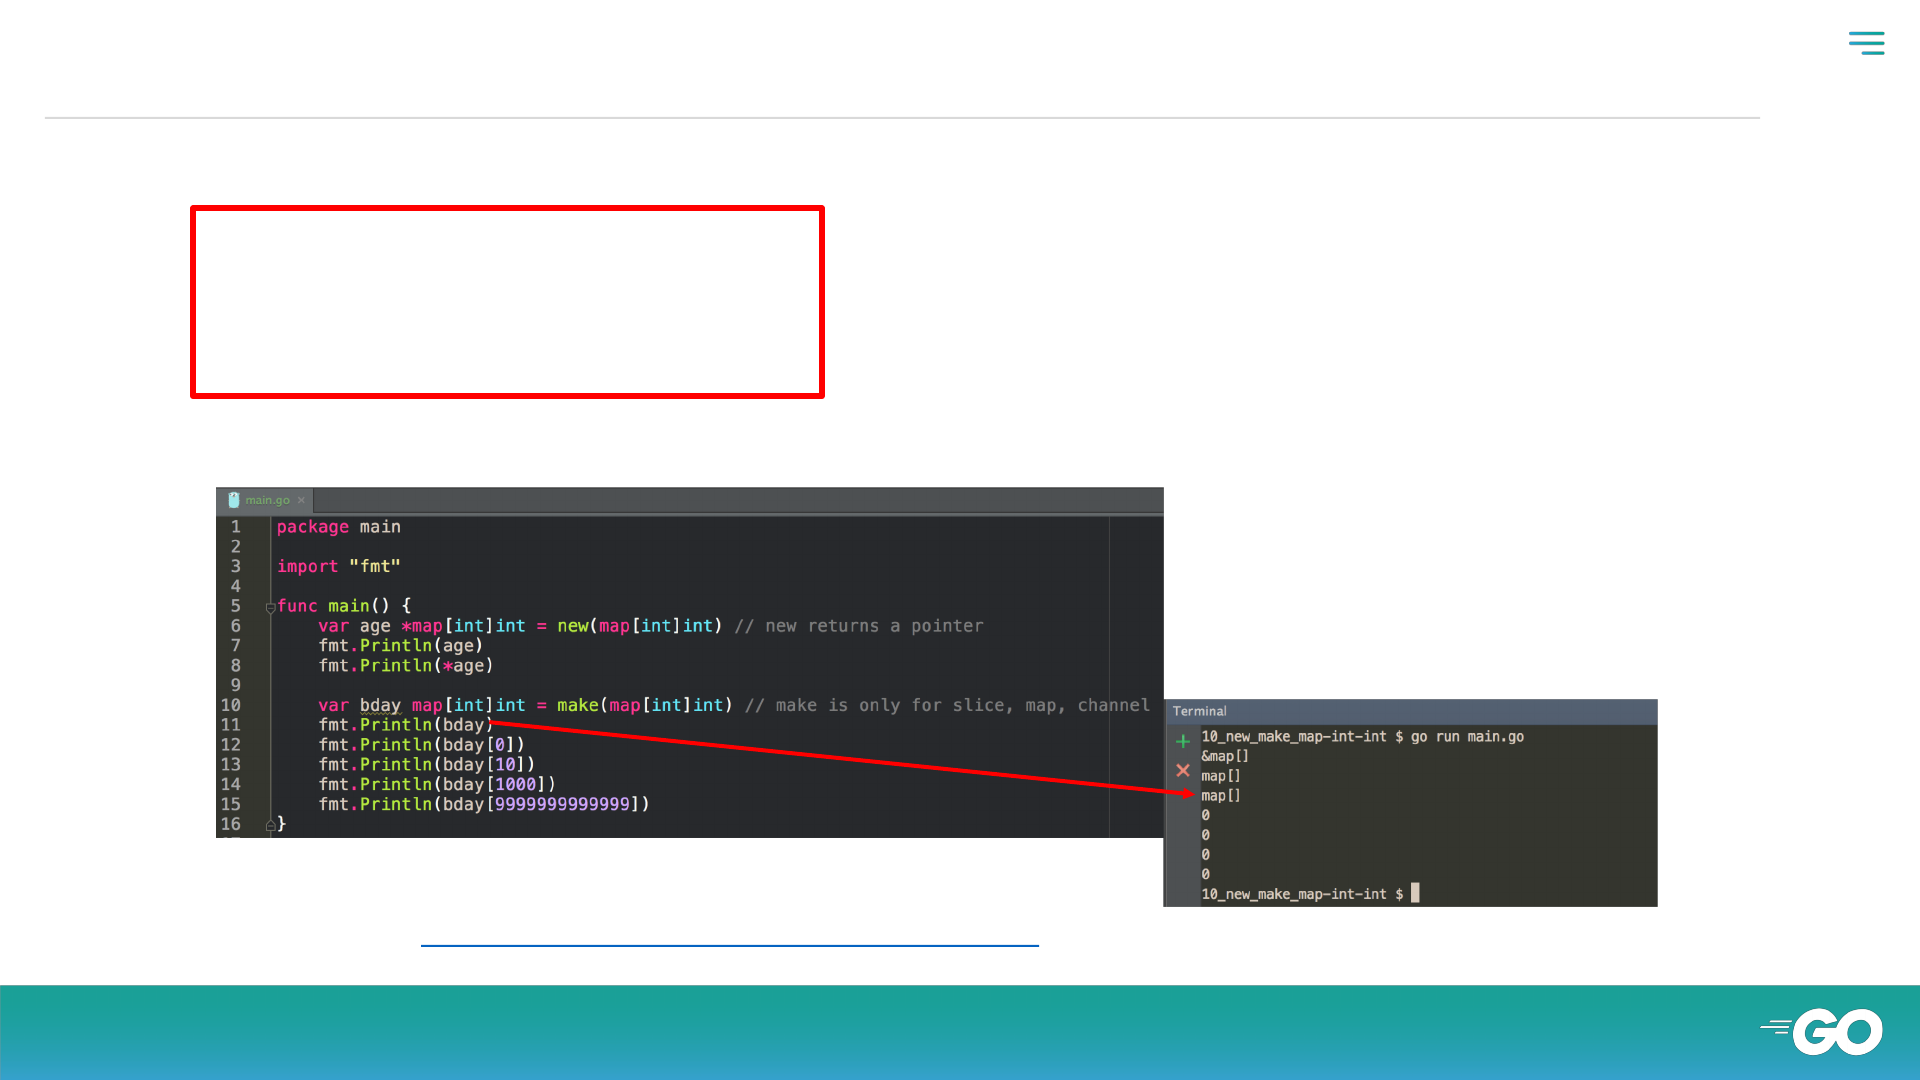 main.go ×
1 package main
2
3 import "fmt"
4
5 func main() {
6 var age *map[int]int = new(map[int]int) // new returns a pointer
7 fmt.Println(age)
8 fmt.Println(*age)
9
10 var bday map[int]int = make(map[int]int) // make is only for slice, map, channel
11 fmt.Println(bday)
12 fmt.Println(bday[0])
13 fmt.Println(bday[10])
14 fmt.Println(bday[1000])
15 fmt.Println(bday[9999999999999])
16 }
Terminal
10_new_make_map-int-int $ go run main.go
&map[]
map[]
map[]
0
0
0
0
10_new_make_map-int-int $
GO